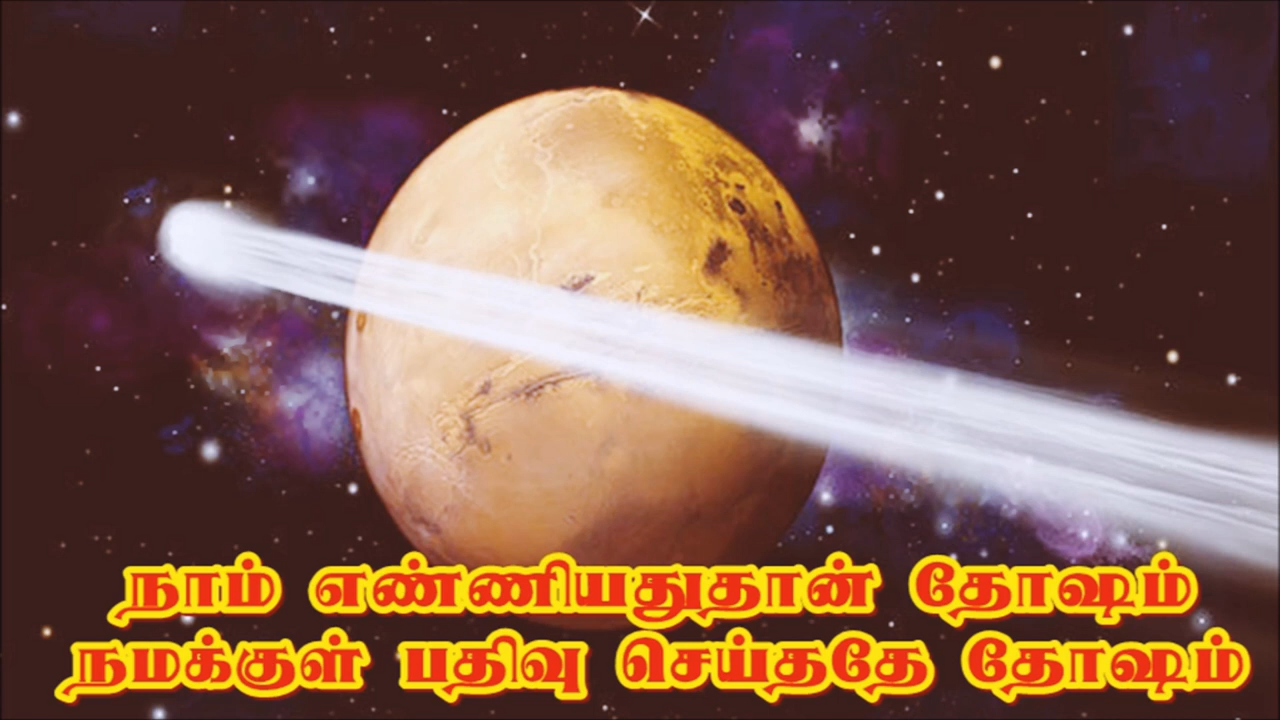 நாம் எண்ணியதுதான் தோஷம்
நமக்குள் பதிவு செய்ததே தோஷம்